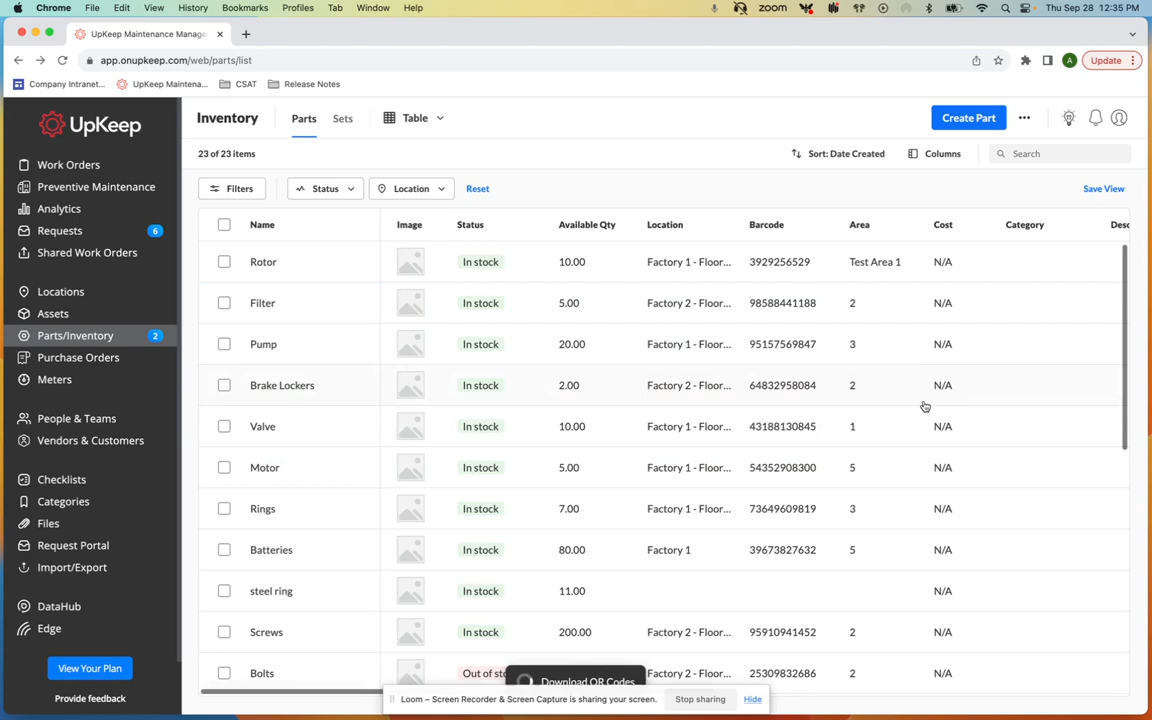 Chrome File Edit View History Bookmarks Profiles Tab Window Help zoom Thu Sep 28 12:35 PM
UpKeep Maintenance Manage
app.onupkeep.com/web/parts/list A Update
Company Intranet... UpKeep Maintena... CSAT Release Notes
UpKeep
Inventory Parts Sets Table Create Part
23 of 23 items Sort: Date Created Columns Search
Filters Status Location Reset Save View
Work Orders
Preventive Maintenance
Analytics
Requests 6
Shared Work Orders
Locations
Assets
Parts/Inventory 2
Purchase Orders
Meters
People & Teams
Vendors & Customers
Checklists
Categories
Files
Request Portal
Import/Export
DataHub
Edge
View Your Plan
Provide feedback
Name Image Status Available Qty Location Barcode Area Cost Category Desc
Rotor In stock 10.00 Factory 1 - Floor... 3929256529 Test Area 1 N/A
Filter In stock 5.00 Factory 2 - Floor... 98588441188 2 N/A
Pump In stock 20.00 Factory 1 - Floor... 95157569847 3 N/A
Brake Lockers In stock 2.00 Factory 2 - Floor... 64832958084 2 N/A
Valve In stock 10.00 Factory 1 - Floor... 43188130845 1 N/A
Motor In stock 5.00 Factory 1 - Floor... 54352908300 5 N/A
Rings In stock 7.00 Factory 1 - Floor... 73649609819 3 N/A
Batteries In stock 80.00 Factory 1 39673827632 5 N/A
steel ring In stock 11.00 N/A
Screws In stock 200.00 Factory 2 - Floor... 95910941452 2 N/A
Bolts Out of sto Factory 2 - Floor... 25309832686 2 N/A
Download QR Codes
Loom – Screen Recorder & Screen Capture is sharing your screen. Stop sharing Hide